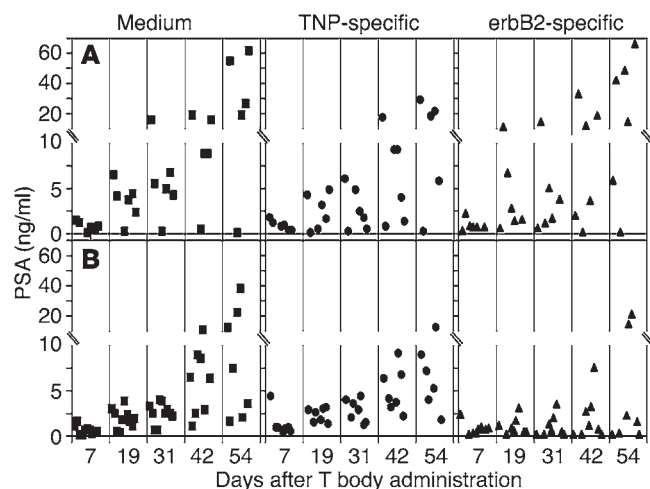 Medium TNP-specific erbB2-specific
A
60
40
20
10
5
0
PSA (ng/ml)
B
60
40
20
10
5
0
7 19 31 42 54 7 19 31 42 54 7 19 31 42 54
Days after T body administration